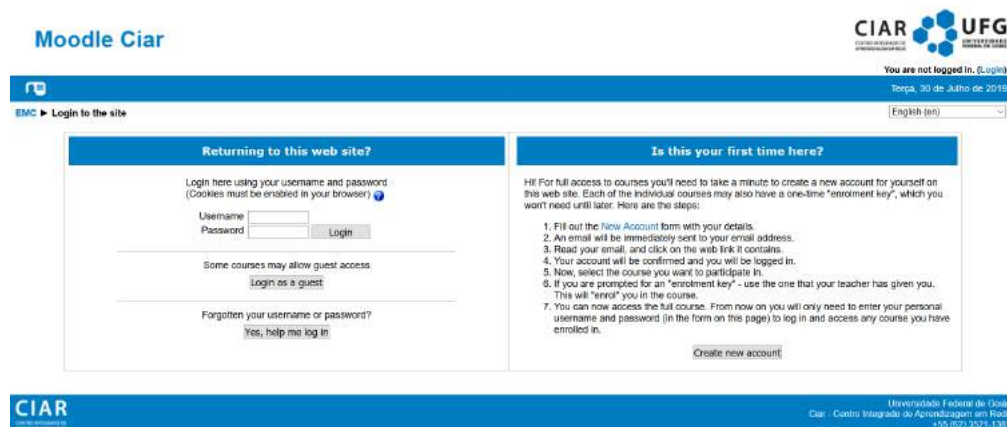 Moodle Ciar
CIAR
UFG
You are not logged in. (Login)
Terça, 30 de Julho de 2019
EMC ► Login to the site
English (en)
Returning to this web site?
Login here using your username and password
(Cookies must be enabled in your browser)
Username
Password
Login
Some courses may allow guest access
Login as a guest
Forgotten your username or password?
Yes, help me log in
Is this your first time here?
Hi! For full access to courses you'll need to take a minute to create a new account for yourself on
this web site. Each of the individual courses may also have a one-time "enrolment key", which you
won't need until later. Here are the steps:
1. Fill out the New Account form with your details.
2. An email will be immediately sent to your email address.
3. Read your email, and click on the web link it contains.
4. Your account will be confirmed and you will be logged in.
5. Now, select the course you want to participate in.
6. If you are prompted for an "enrolment key" - use the one that your teacher has given you.
This will "enrol" you in the course.
7. You can now access the full course. From now on you will only need to enter your personal
username and password (in the form on this page) to log in and access any course you have
enrolled in.
Create new account
CIAR
Universidade Federal de Goiá
Ciar - Centro Integrado de Aprendizagem em Red
+55 (62) 3521-135